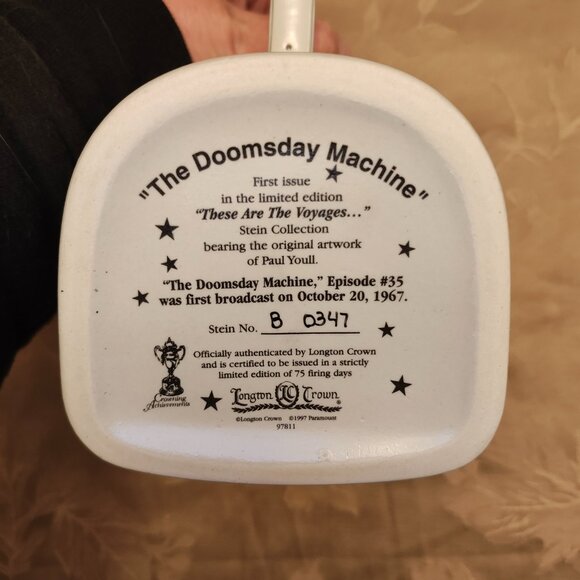 "The Doomsday Machine"
First issue
in the limited edition
"These Are The Voyages..."
Stein Collection
bearing the original artwork
of Paul Youll.
"The Doomsday Machine," Episode #35
was first broadcast on October 20, 1967.
Stein No. B 0347
Officially authenticated by Longton Crown
and is certified to be issued in a strictly
limited edition of 75 firing days
Crowning
Achievements
Longton LC Crown
©Longton Crown ©1997 Paramount
97811